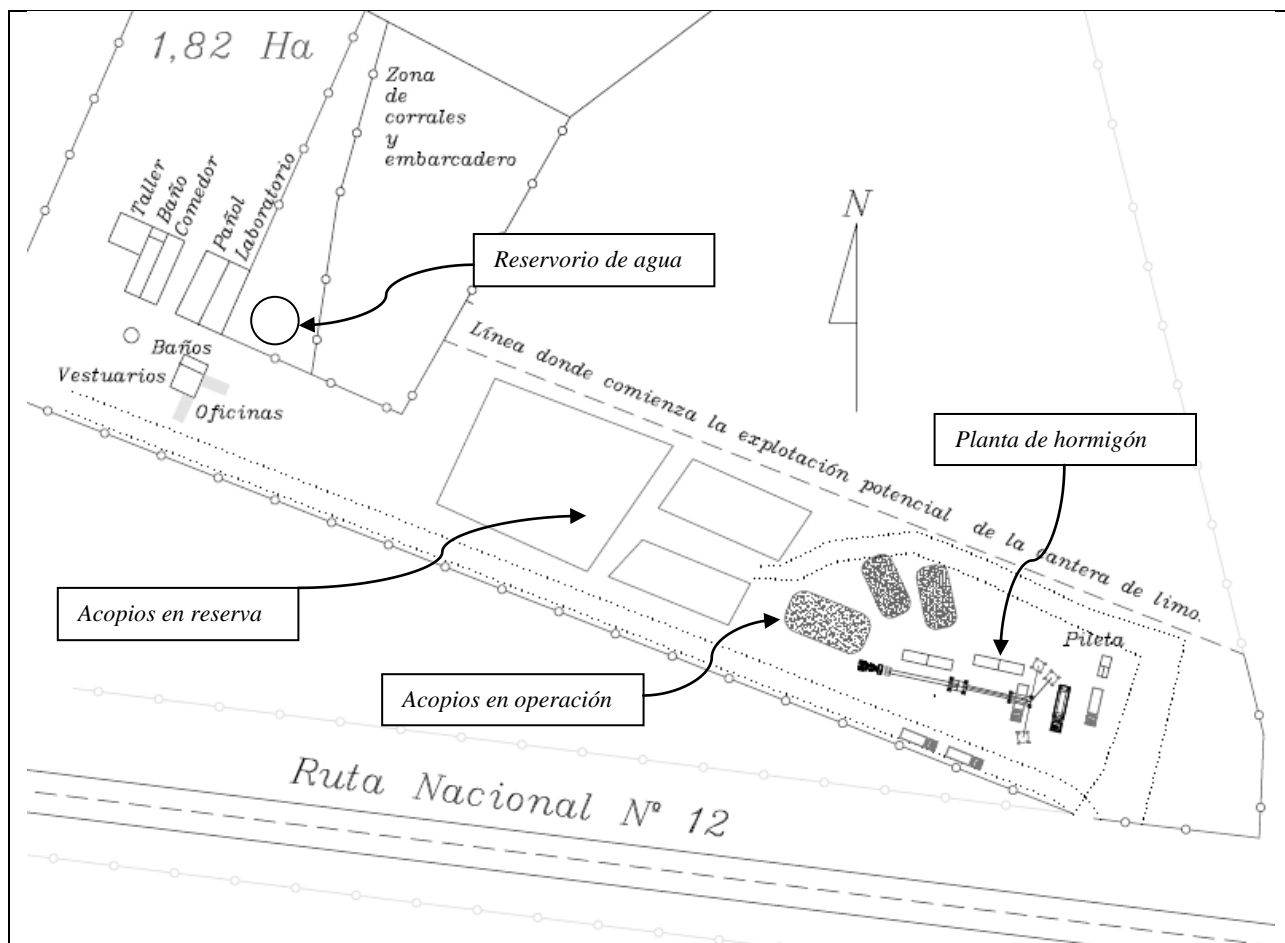 1,82 Ha
Zona
de
corrales
y
embarcadero
Taller
Baño
Comedor
Pañol
Laboratorio
N
Reservorio de agua
Baños
Vestuarios
Oficinas
Línea donde comienza la explotación potencial de la cantera de limo.
Planta de hormigón
Acopios en reserva
Pileta
Acopios en operación
Ruta Nacional Nº 12